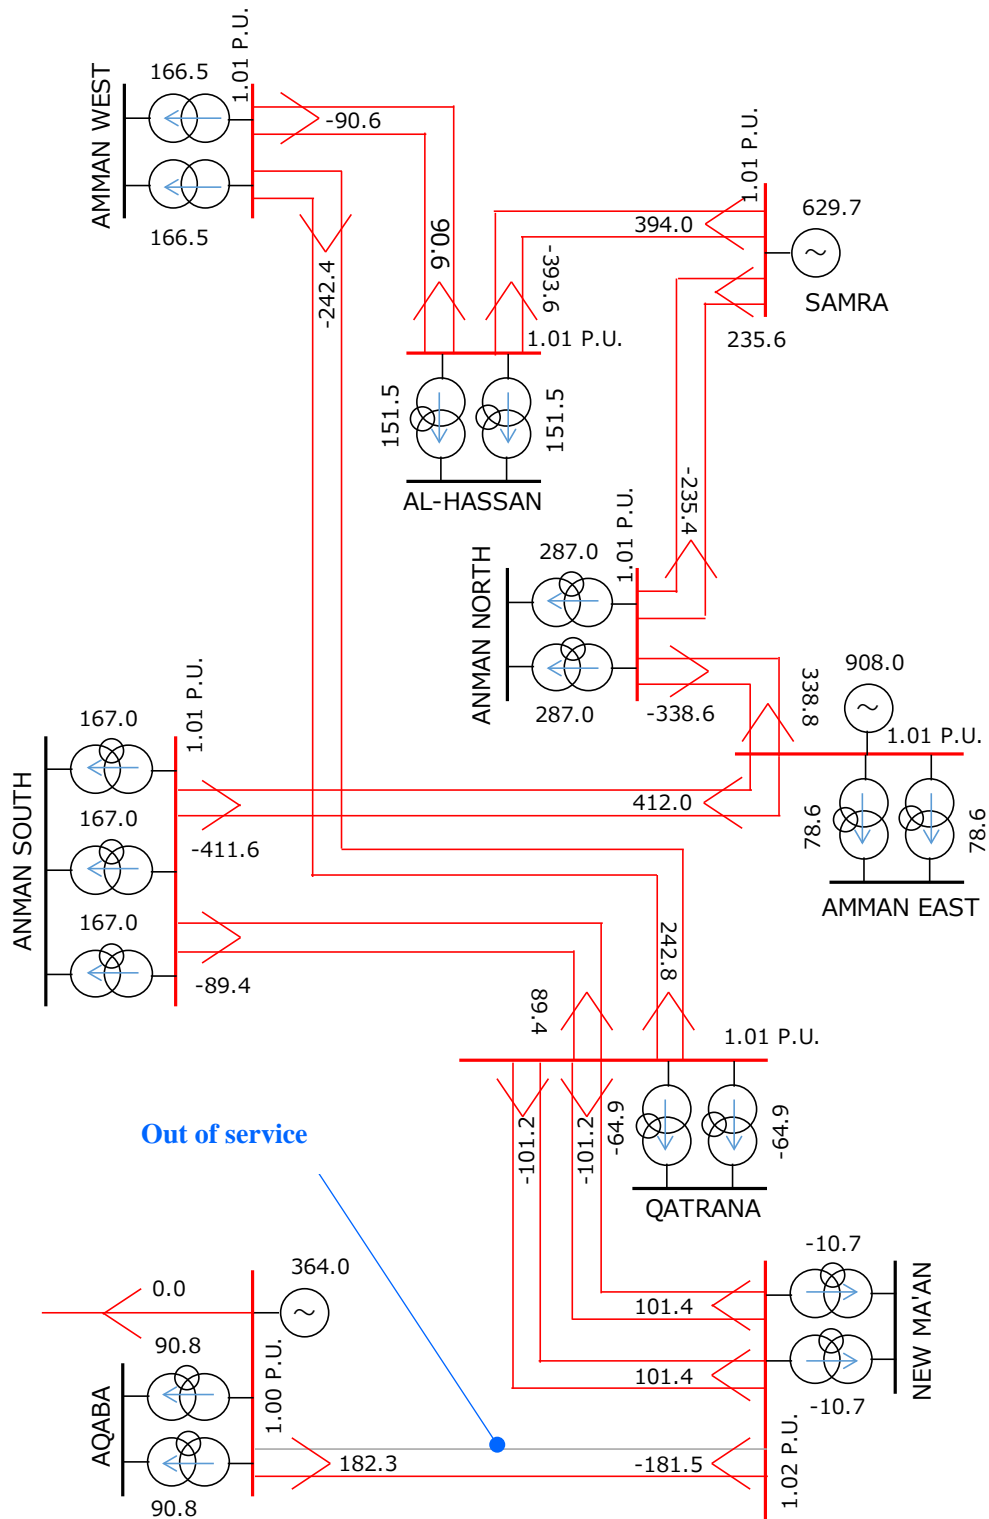 166.5
1.01 P.U.
AMMAN WEST
-90.6
166.5
-242.4
90.6
-393.6
1.01 P.U.
394.0
629.7
SAMRA
235.6
1.01 P.U.
151.5
151.5
AL-HASSAN
-235.4
1.01 P.U.
287.0
ANMAN NORTH
287.0
-338.6
338.8
908.0
1.01 P.U.
412.0
78.6
78.6
AMMAN EAST
1.01 P.U.
167.0
ANMAN SOUTH
167.0
-411.6
167.0
-89.4
242.8
89.4
1.01 P.U.
-101.2
-101.2
-64.9
-64.9
QATRANA
Out of service
-10.7
NEW MA'AN
101.4
101.4
-10.7
1.02 P.U.
0.0
364.0
90.8
1.00 P.U.
AQABA
182.3
-181.5
90.8